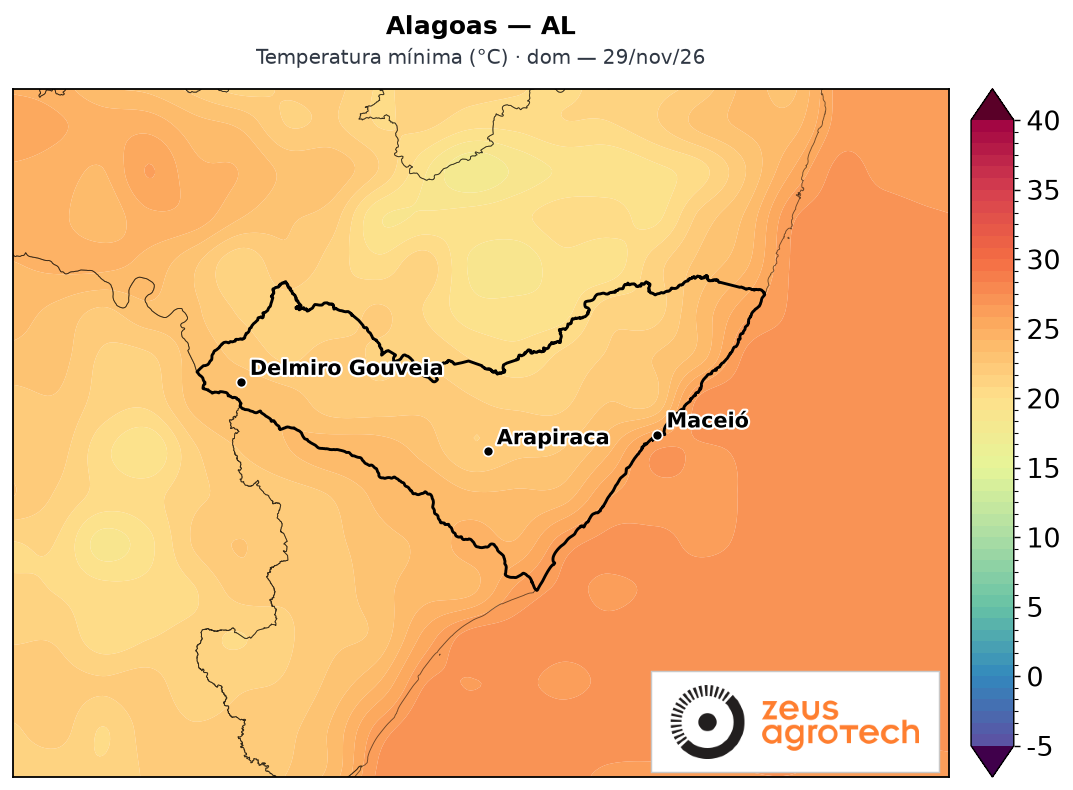 Alagoas — AL
Temperatura mínima (°C) · dom — 29/nov/26
40
35
30
25
20
15
10
5
0
-5
Delmiro Gouveia
Maceió
Arapiraca
zeus
agrotech